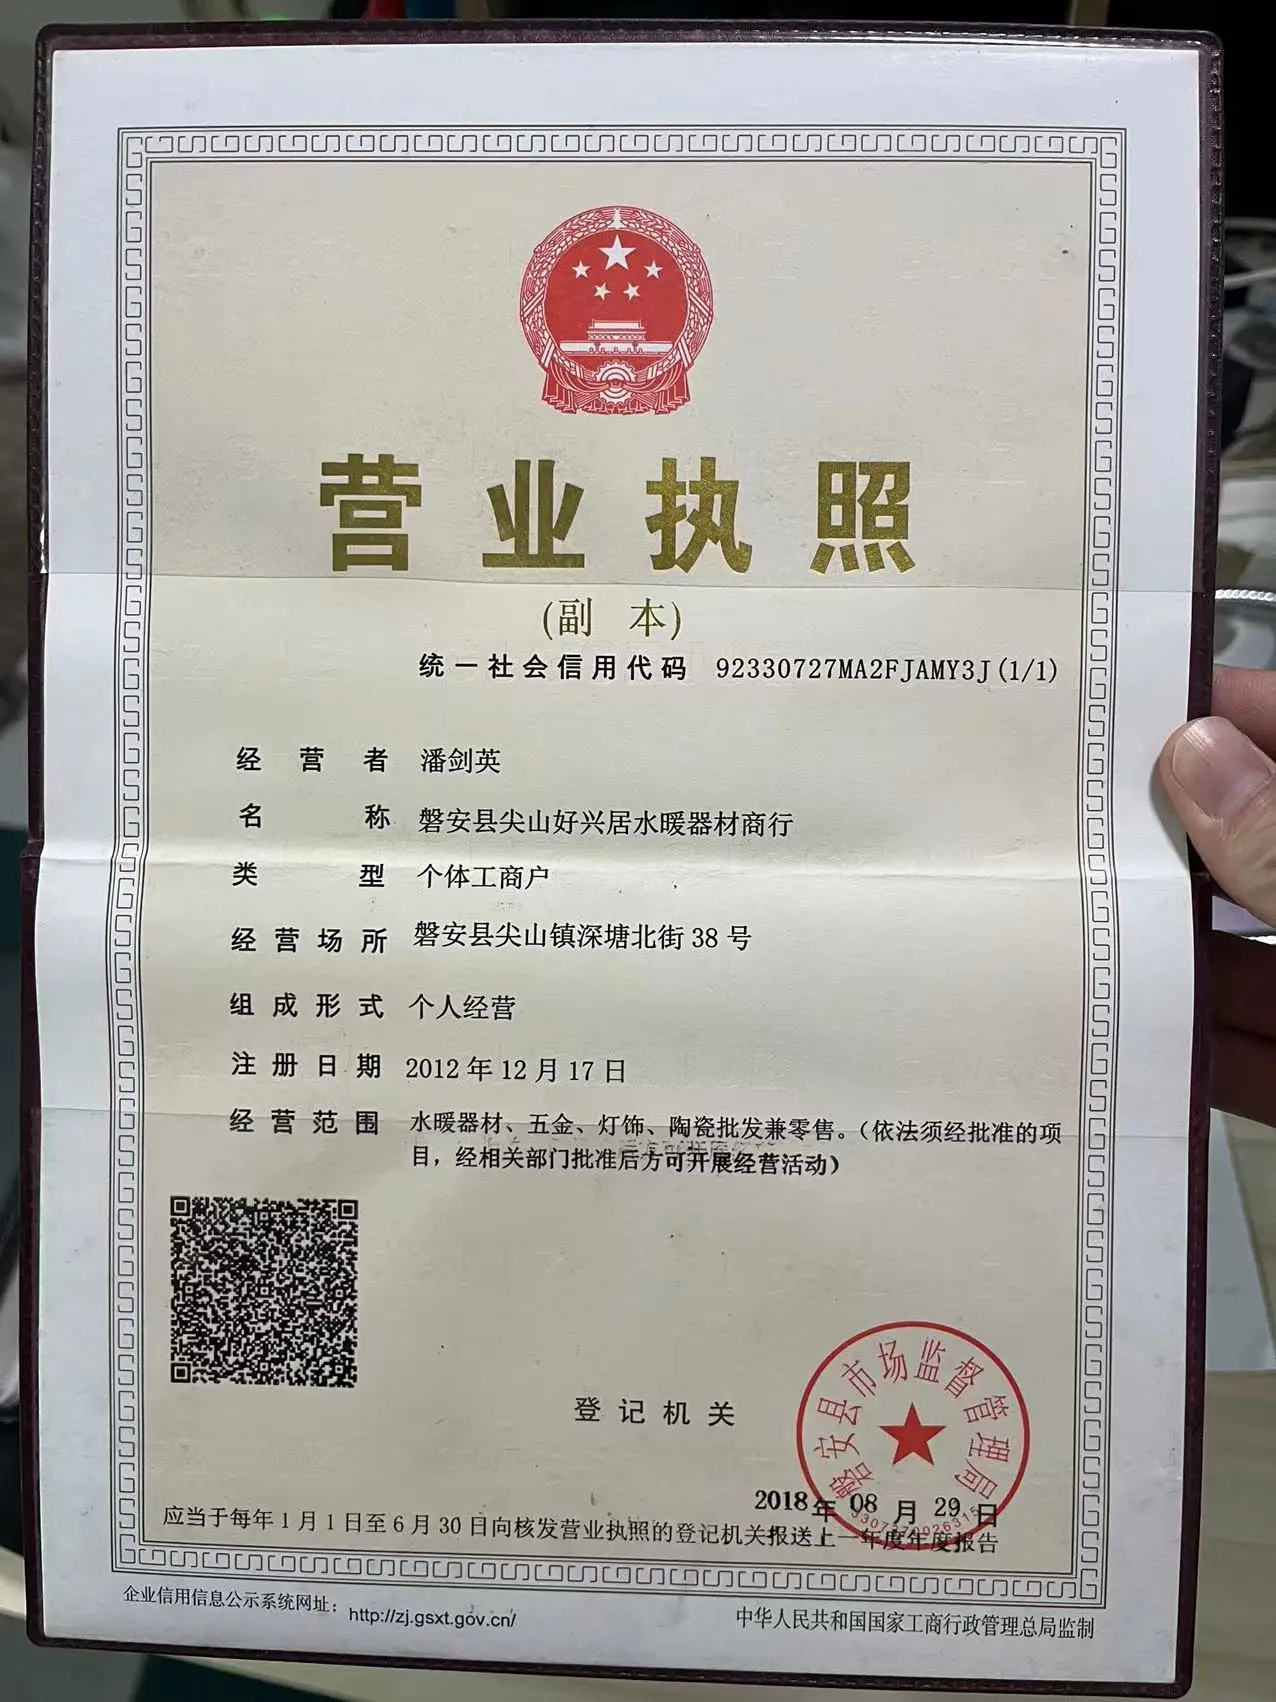 营业执照
(副 本)
统一社会信用代码 92330727MA2FJAMY3J(1/1)
经营者 潘剑英
名称 磐安县尖山好兴居水暖器材商行
类型 个体工商户
经营场所 磐安县尖山镇深塘北街38号
组成形式 个人经营
注册日期 2012年12月17日
经营范围 水暖器材、五金、灯饰、陶瓷批发兼零售。（依法须经批准的项
目，经相关部门批准后方可开展经营活动）
登记机关
磐安县市场监督管理局
2018年08月29日
应当于每年1月1日至6月30日向核发营业执照的登记机关报送上一年度年度报告
企业信用信息公示系统网址： http://zj.gsxt.gov.cn/
中华人民共和国国家工商行政管理总局监制